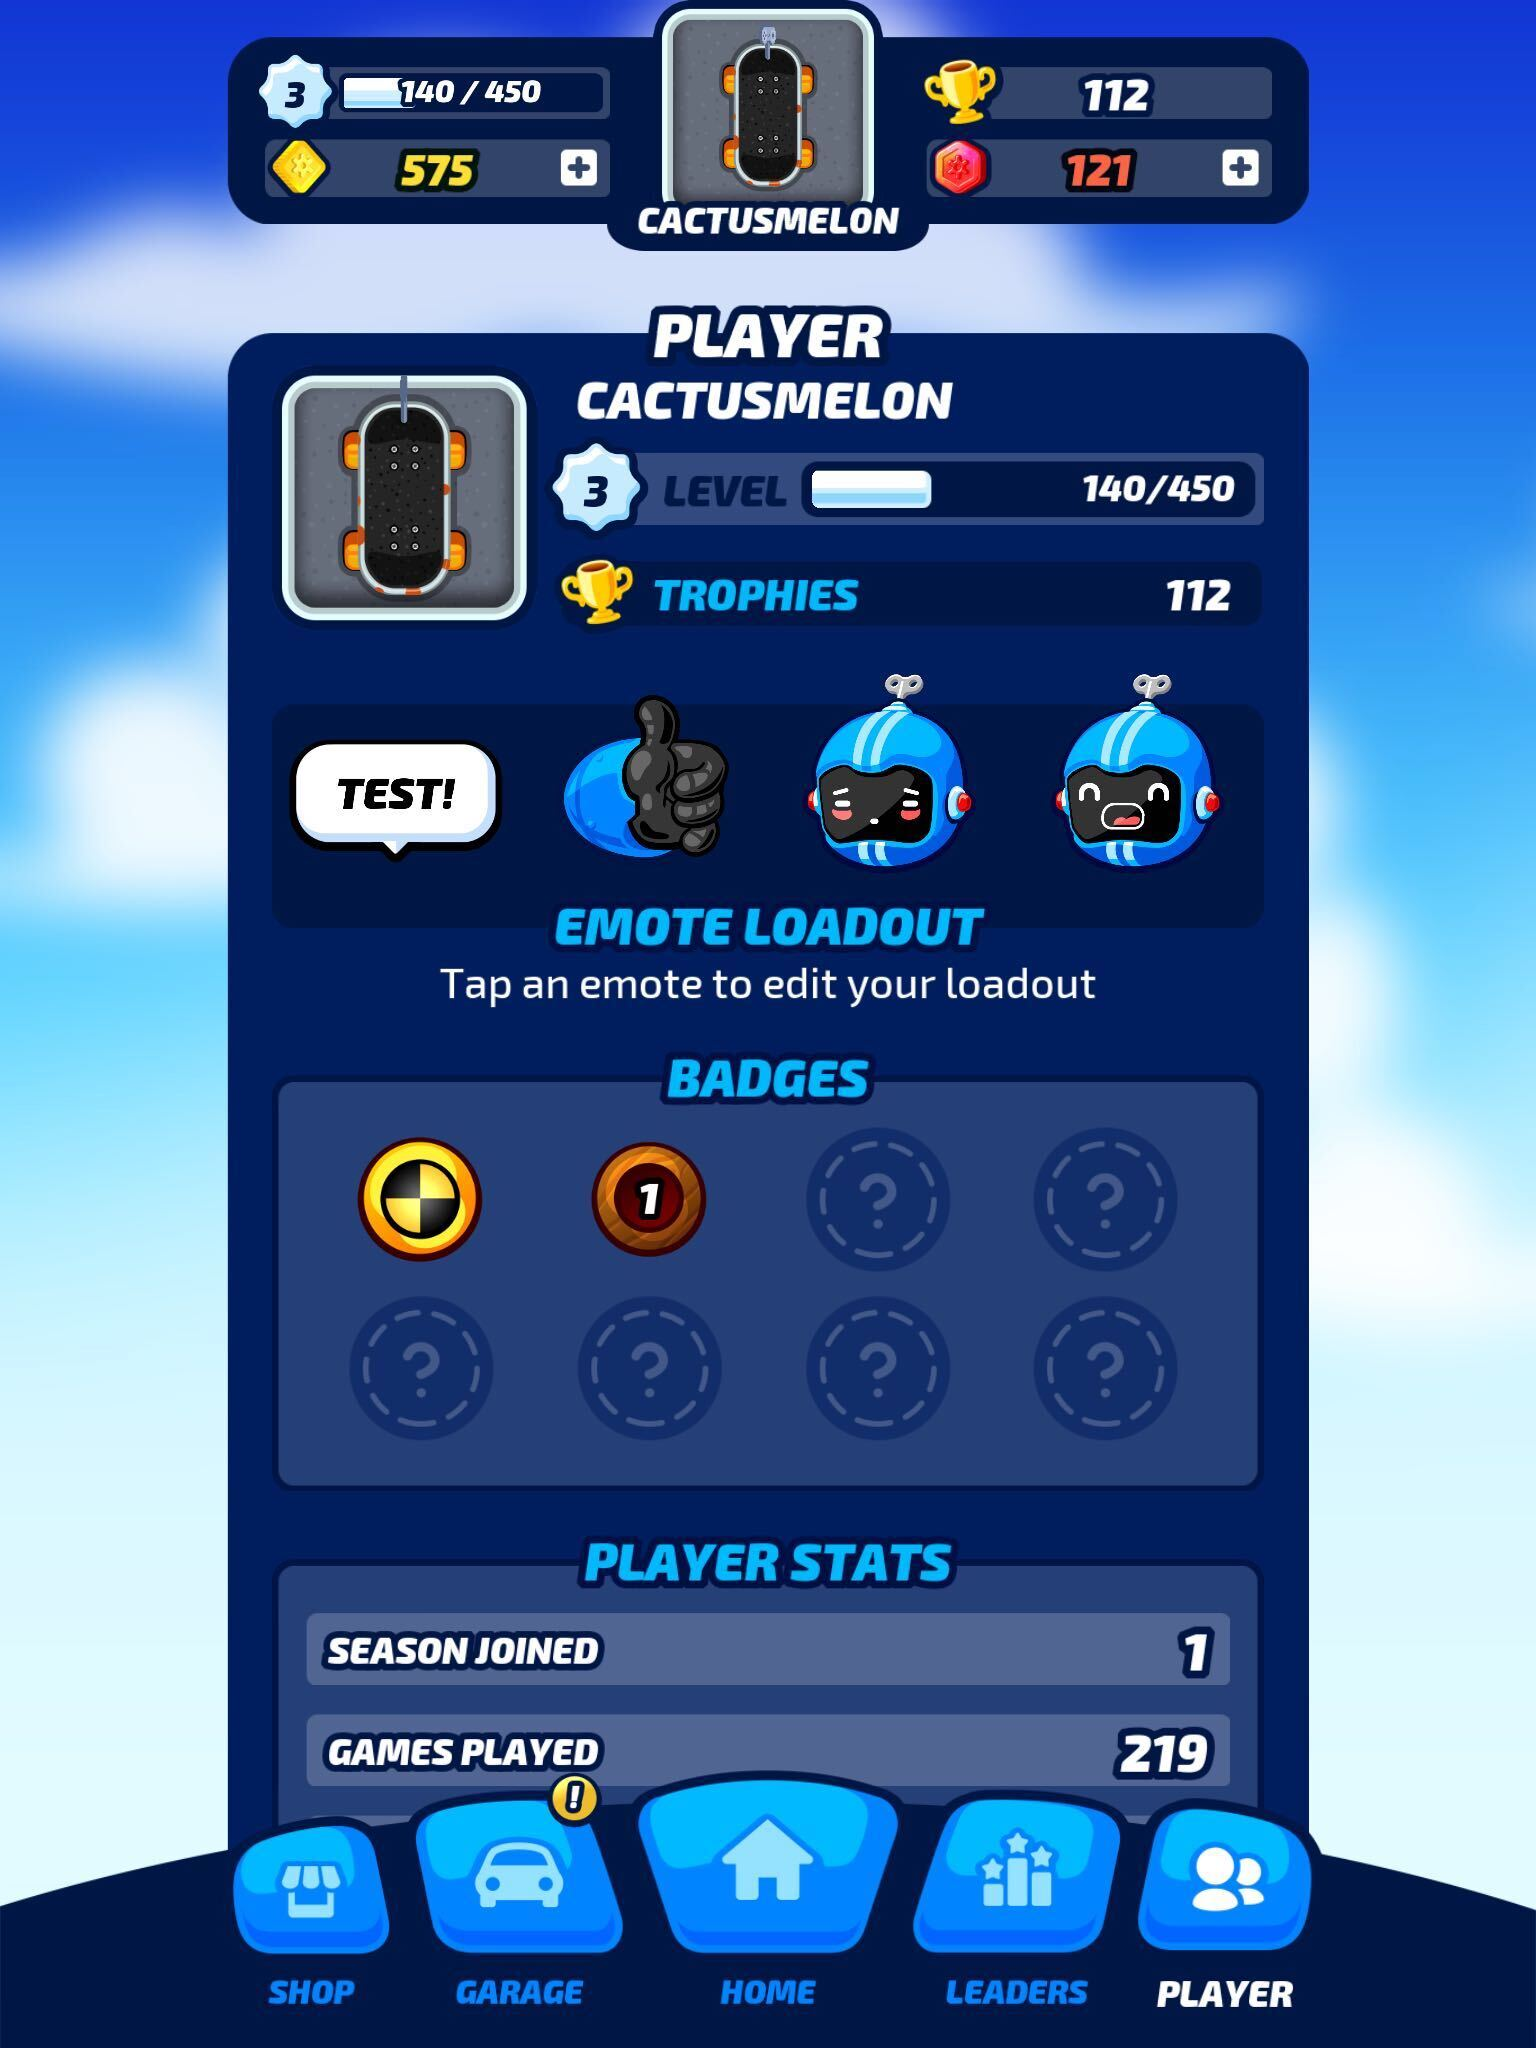 3
140 / 450
112
575
121
CACTUSMELON
PLAYER
CACTUSMELON
3
LEVEL
140/450
TROPHIES
112
TEST!
EMOTE LOADOUT
Tap an emote to edit your loadout
BADGES
1
?
?
?
?
?
?
PLAYER STATS
SEASON JOINED
1
GAMES PLAYED
219
!
SHOP
GARAGE
HOME
LEADERS
PLAYER